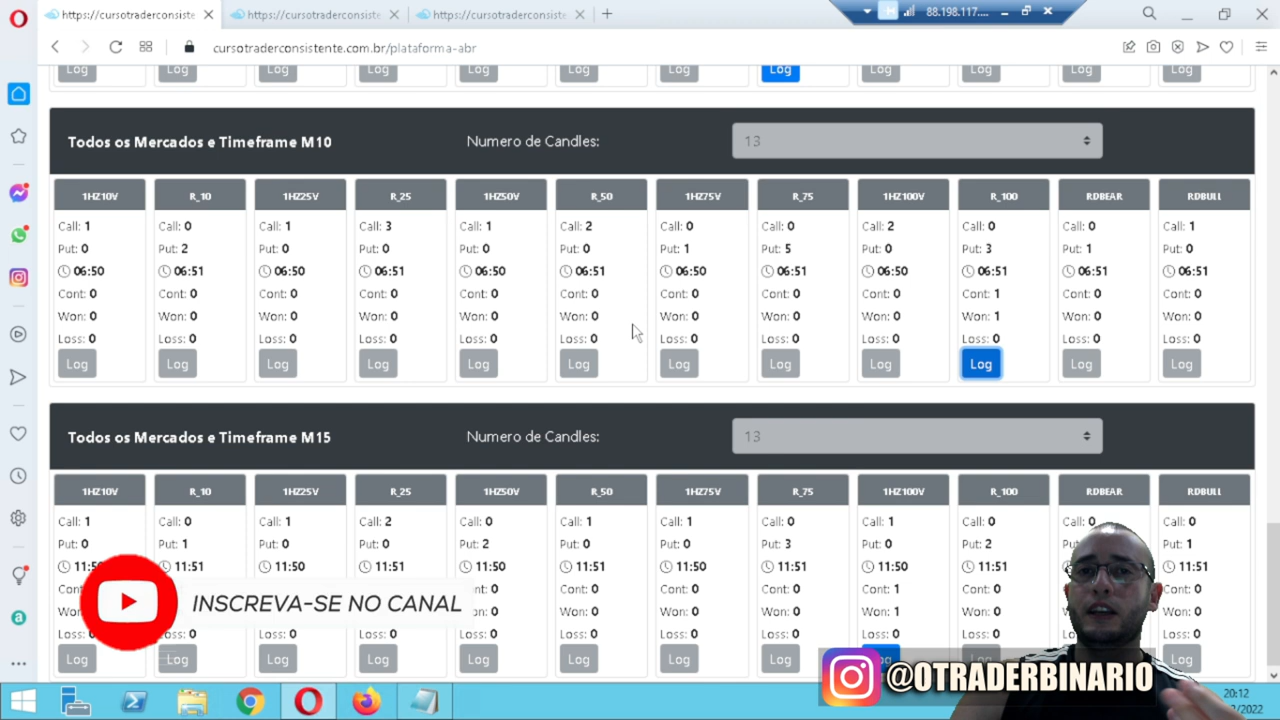 https://cursotraderconsiste
https://cursotraderconsiste
https://cursotraderconsiste
88.198.117....
cursotraderconsistente.com.br/plataforma-abr
Log Log Log Log Log Log Log Log Log Log Log Log
Todos os Mercados e Timeframe M10 Numero de Candles: 13
1HZ10V R_10 1HZ25V R_25 1HZ50V R_50 1HZ75V R_75 1HZ100V R_100 RDBEAR RDBULL
Call: 1 Call: 0 Call: 1 Call: 3 Call: 1 Call: 2 Call: 0 Call: 0 Call: 2 Call: 0 Call: 0 Call: 1
Put: 0 Put: 2 Put: 0 Put: 0 Put: 0 Put: 0 Put: 1 Put: 5 Put: 0 Put: 3 Put: 1 Put: 0
06:50 06:51 06:50 06:51 06:50 06:51 06:50 06:51 06:50 06:51 06:51 06:51
Cont: 0 Cont: 0 Cont: 0 Cont: 0 Cont: 0 Cont: 0 Cont: 0 Cont: 0 Cont: 0 Cont: 1 Cont: 0 Cont: 0
Won: 0 Won: 0 Won: 0 Won: 0 Won: 0 Won: 0 Won: 0 Won: 0 Won: 0 Won: 1 Won: 0 Won: 0
Loss: 0 Loss: 0 Loss: 0 Loss: 0 Loss: 0 Loss: 0 Loss: 0 Loss: 0 Loss: 0 Loss: 0 Loss: 0 Loss: 0
Log Log Log Log Log Log Log Log Log Log Log Log
Todos os Mercados e Timeframe M15 Numero de Candles: 13
1HZ10V R_10 1HZ25V R_25 1HZ50V R_50 1HZ75V R_75 1HZ100V R_100 RDBEAR RDBULL
Call: 1 Call: 0 Call: 1 Call: 2 Call: 0 Call: 1 Call: 1 Call: 0 Call: 1 Call: 0 Call: 0 Call: 0
Put: 0 Put: 1 Put: 0 Put: 0 Put: 2 Put: 0 Put: 0 Put: 3 Put: 0 Put: 2 Put: 1
11:50 11:51 11:50 11:51 11:50 11:51 11:50 11:51 11:50 11:51 11:51
Cont: 0 Cont: 0 Cont: 0 Cont: 1 Cont: 0 Cont: 0
INSCREVA-SE NO CANAL
Won: 0 Won: 0 Won: 0 Won: 1 Won: 0 Won: 0
Loss: 0 Loss: 0 Loss: 0 Loss: 0 Loss: 0 Loss: 0 Loss: 0 Loss: 0 Loss: 0 Loss: 0
Log Log Log Log Log Log Log Log Log
@OTRADERBINARIO
20:12
/2022